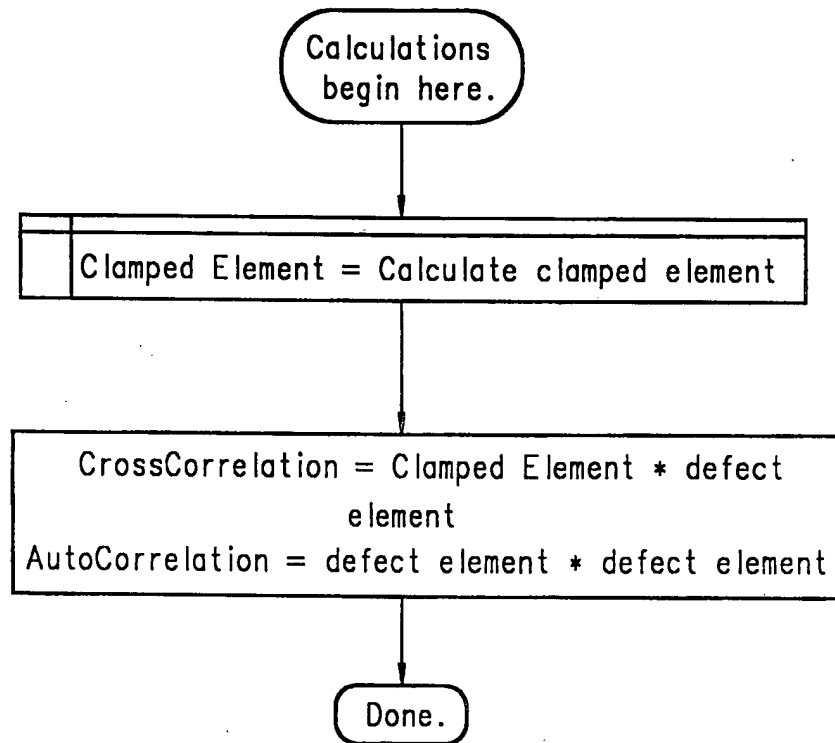 Calculations
begin here.
Clamped Element = Calculate clamped element
CrossCorrelation = Clamped Element * defect
element
AutoCorrelation = defect element * defect element
Done.